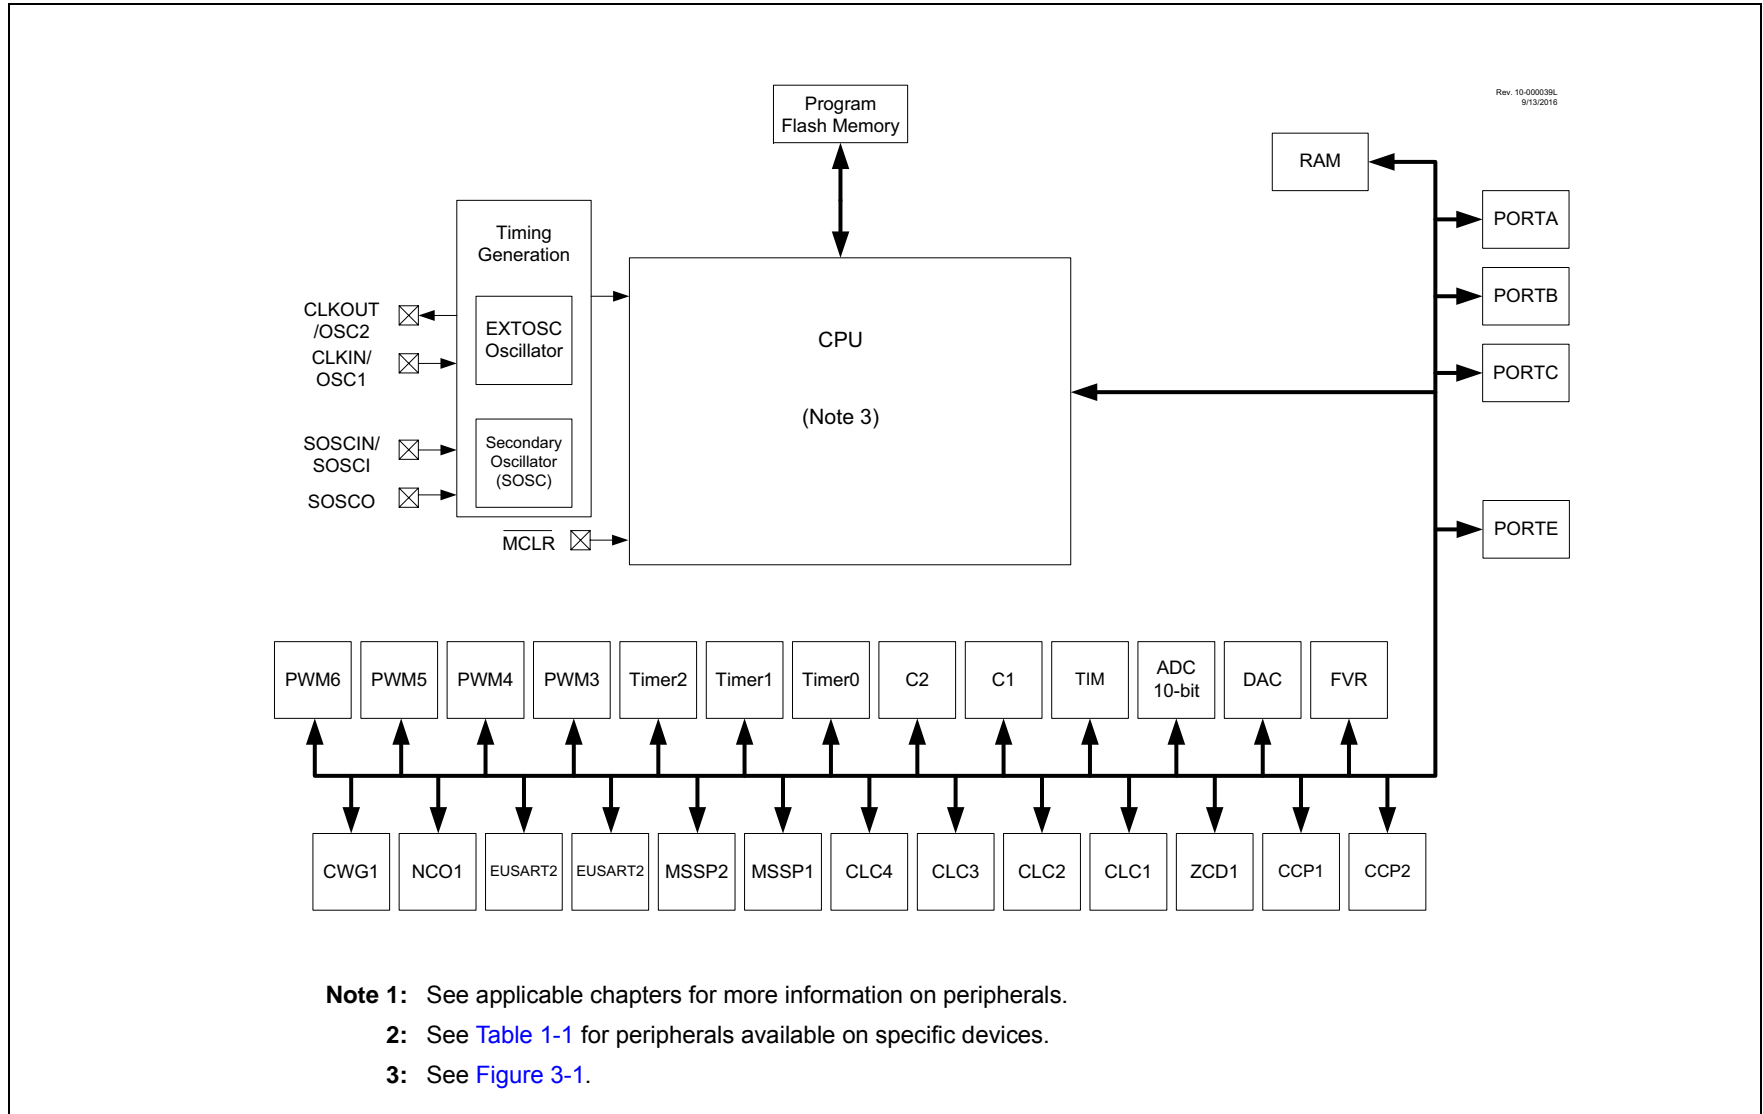 Rev. 10-000039L
9/13/2016
Program
Flash Memory
RAM
PORTA
PORTB
PORTC
PORTE
Timing
Generation
EXTOSC
Oscillator
Secondary
Oscillator
(SOSC)
CLKOUT
/OSC2
CLKIN/
OSC1
SOSCIN/
SOSCI
SOSCO
MCLR
CPU
(Note 3)
PWM6
PWM5
PWM4
PWM3
Timer2
Timer1
Timer0
C2
C1
TIM
ADC
10-bit
DAC
FVR
CWG1
NCO1
EUSART2
EUSART2
MSSP2
MSSP1
CLC4
CLC3
CLC2
CLC1
ZCD1
CCP1
CCP2
Note 1: See applicable chapters for more information on peripherals.
2: See Table 1-1 for peripherals available on specific devices.
3: See Figure 3-1.